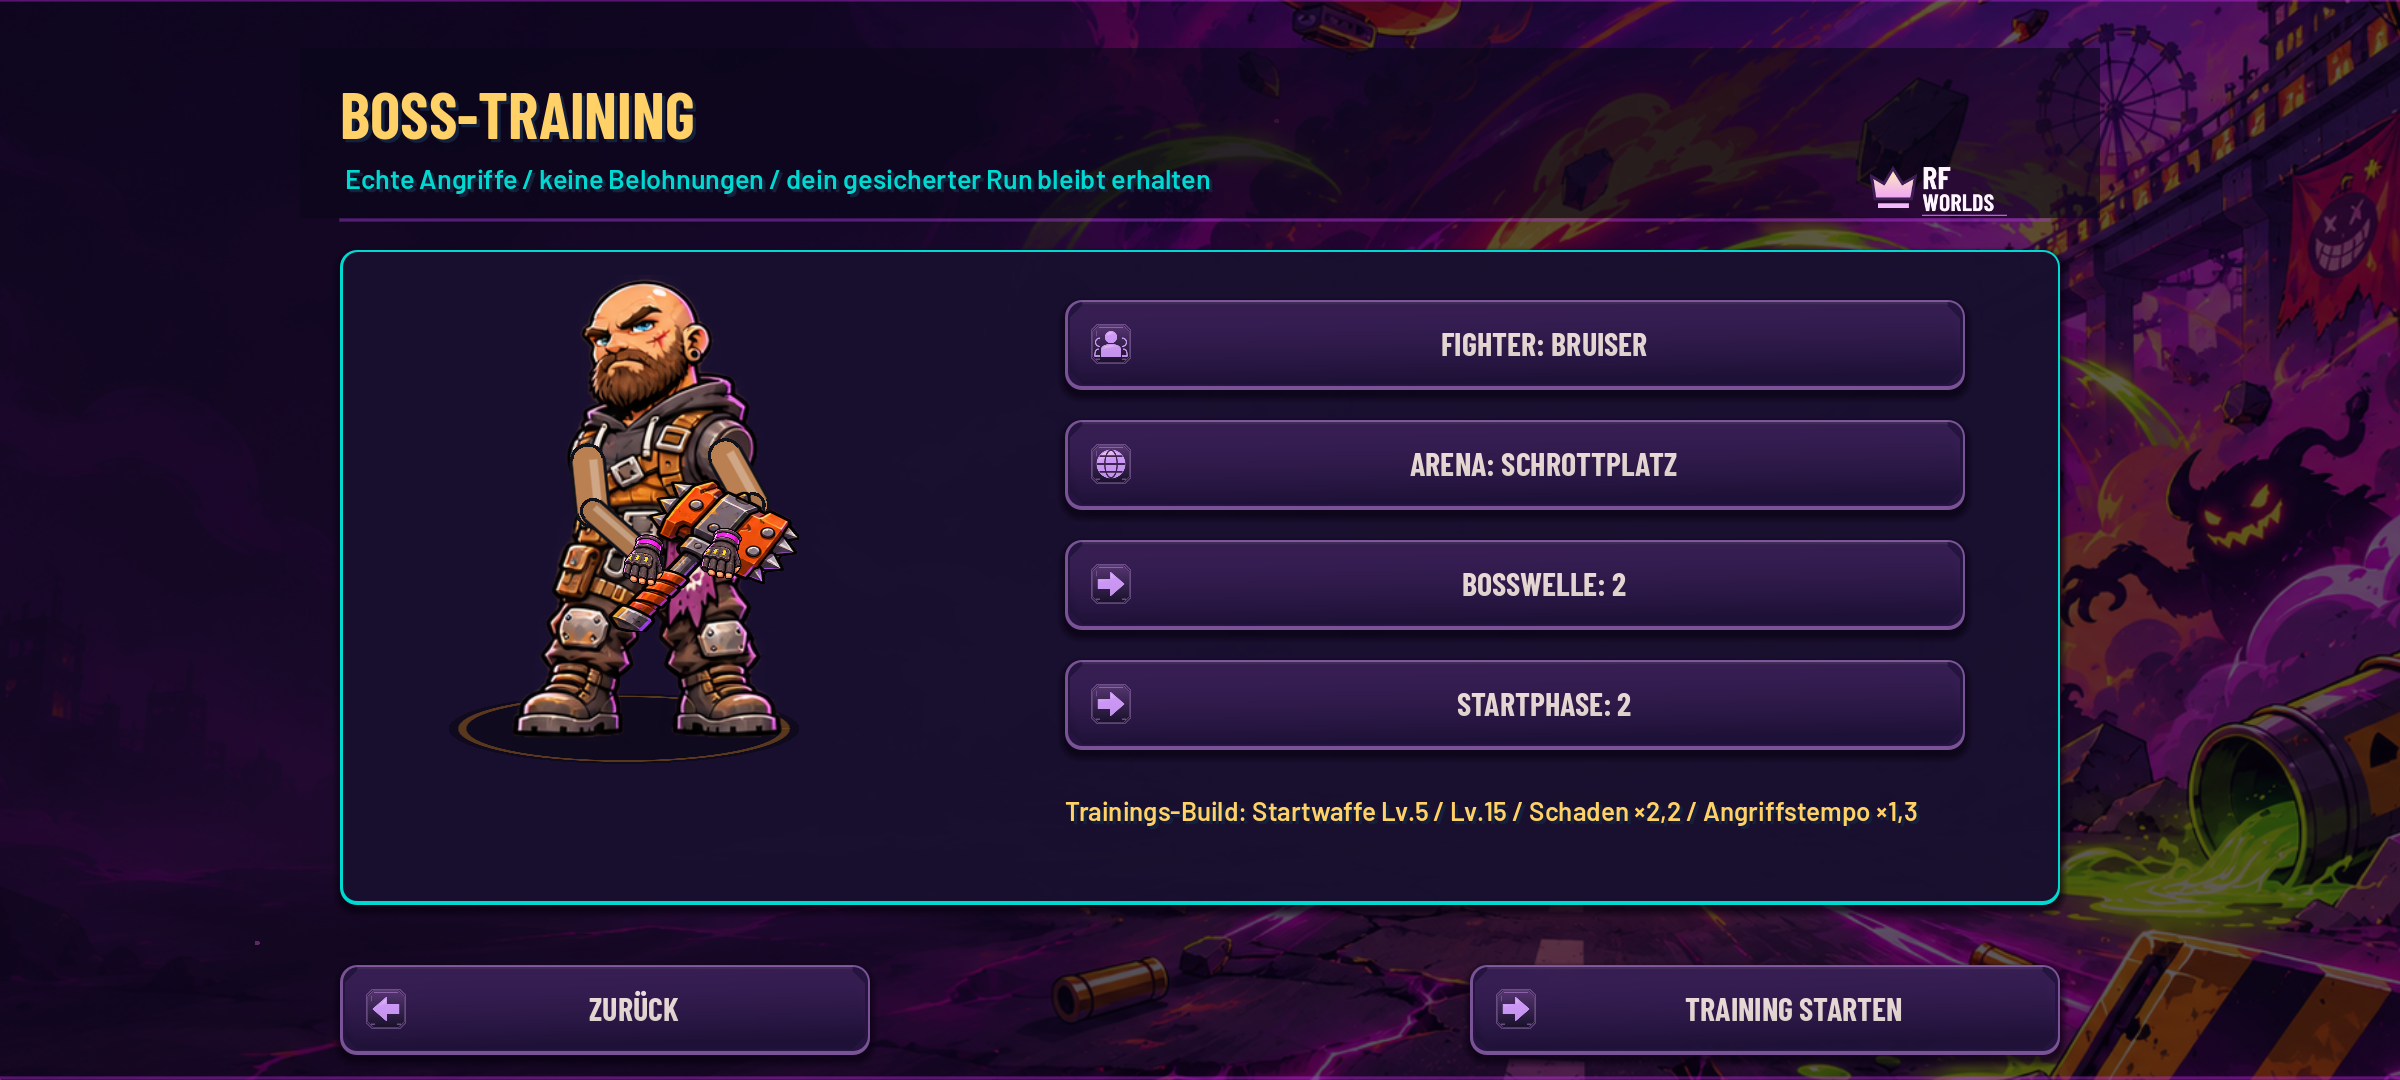 BOSS-TRAINING
Echte Angriffe / keine Belohnungen / dein gesicherter Run bleibt erhalten
RF
WORLDS
FIGHTER: BRUISER
ARENA: SCHROTTPLATZ
BOSSWELLE: 2
STARTPHASE: 2
Trainings-Build: Startwaffe Lv.5 / Lv.15 / Schaden ×2,2 / Angriffstempo ×1,3
ZURÜCK
TRAINING STARTEN